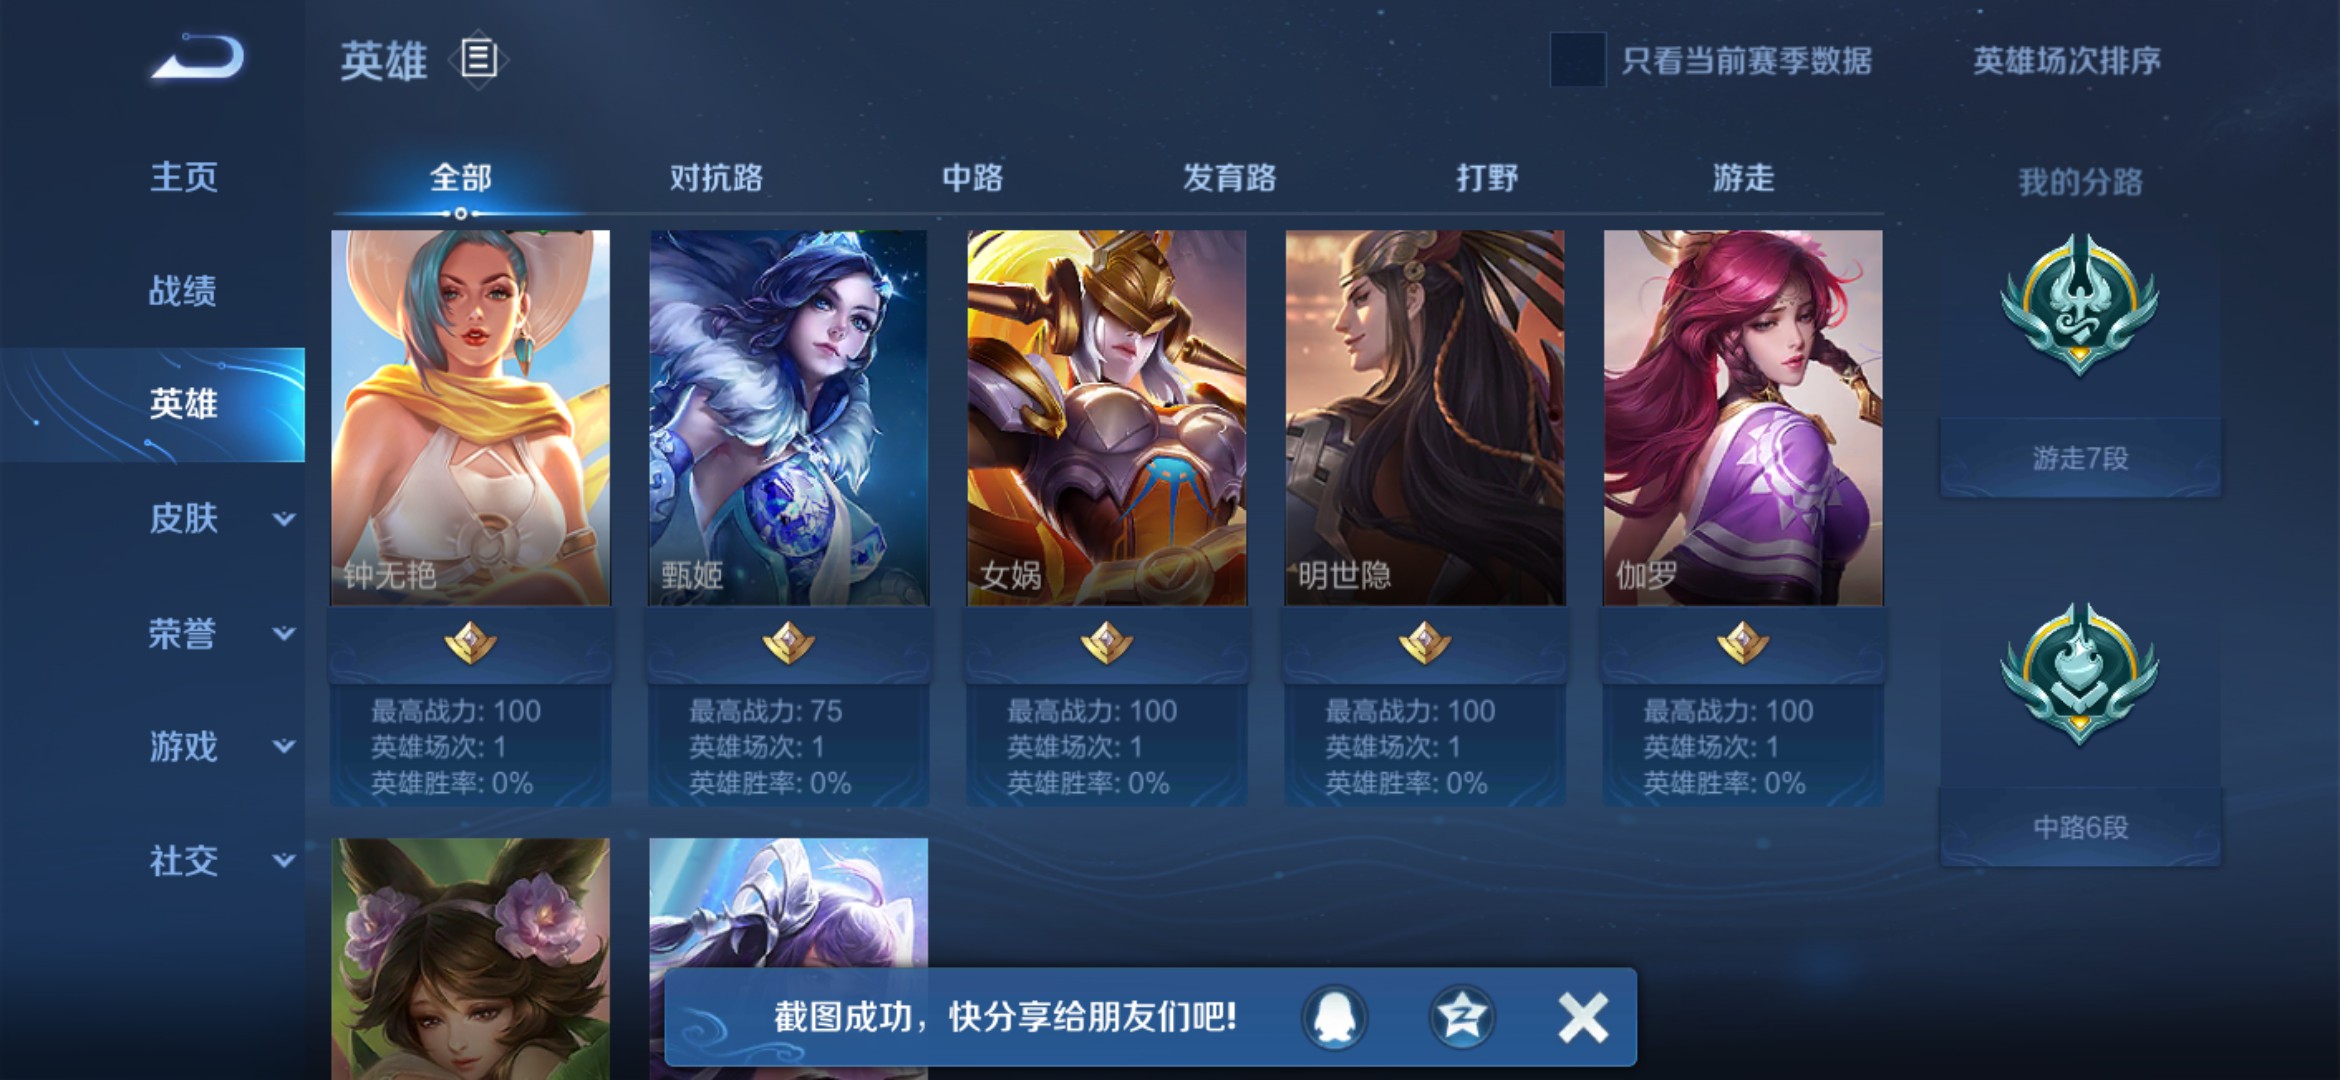 英雄
只看当前赛季数据
英雄场次排序
主页
战绩
英雄
皮肤
荣誉
游戏
社交
全部
对抗路
中路
发育路
打野
游走
我的分路
钟无艳
甄姬
女娲
明世隐
伽罗
最高战力: 100
英雄场次: 1
英雄胜率: 0%
最高战力: 75
英雄场次: 1
英雄胜率: 0%
最高战力: 100
英雄场次: 1
英雄胜率: 0%
最高战力: 100
英雄场次: 1
英雄胜率: 0%
最高战力: 100
英雄场次: 1
英雄胜率: 0%
游走7段
中路6段
截图成功，快分享给朋友们吧!